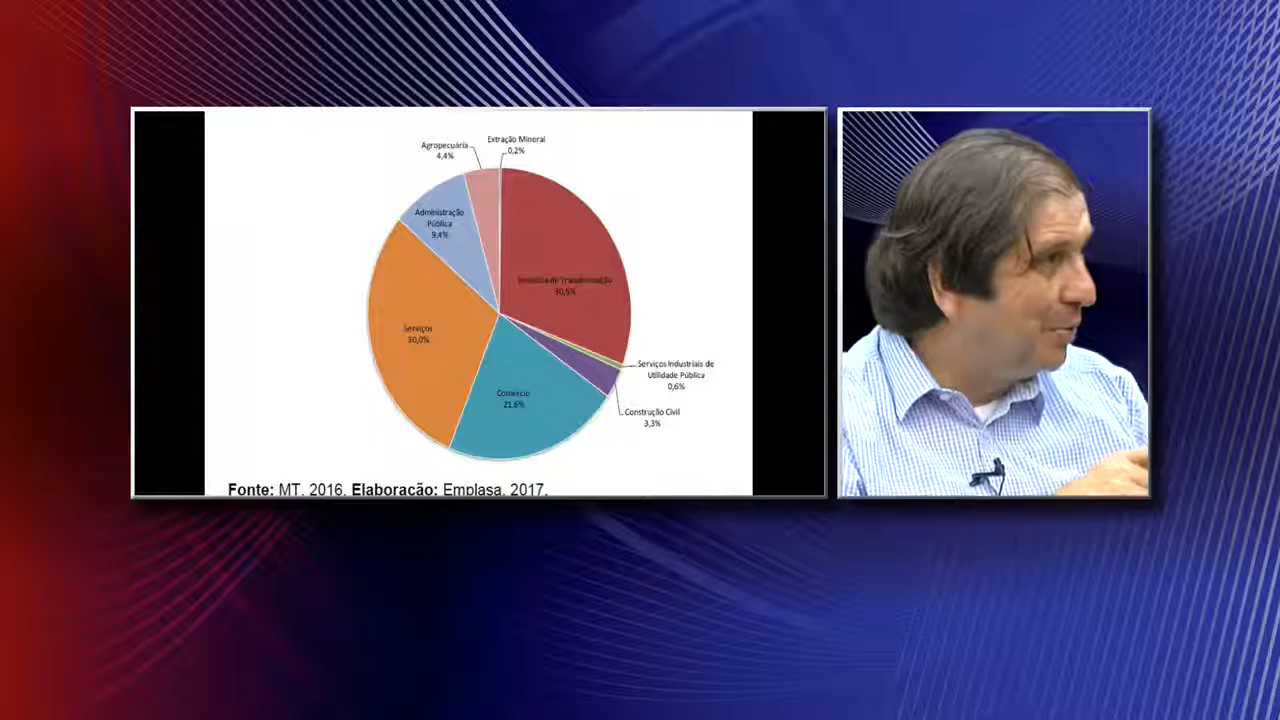 Extração Mineral
0,2%
Agropecuária
4,4%
Administração
Pública
9,4%
Indústria de Transformação
30,5%
Serviços
30,0%
Serviços Industriais de
Utilidade Pública
0,6%
Comércio
21,6%
Construção Civil
3,3%
Fonte: MT, 2016. Elaboração: Emplasa, 2017.